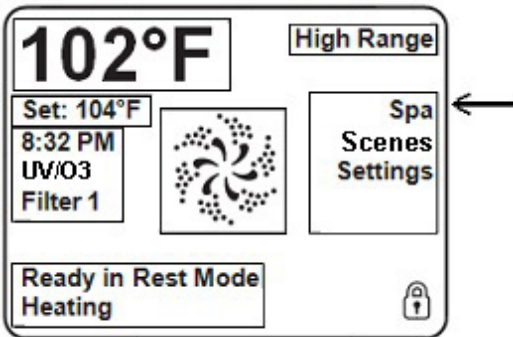 102°F
High Range
Set: 104°F
8:32 PM
UV/O3
Filter 1
Spa
Scenes
Settings
Ready in Rest Mode
Heating